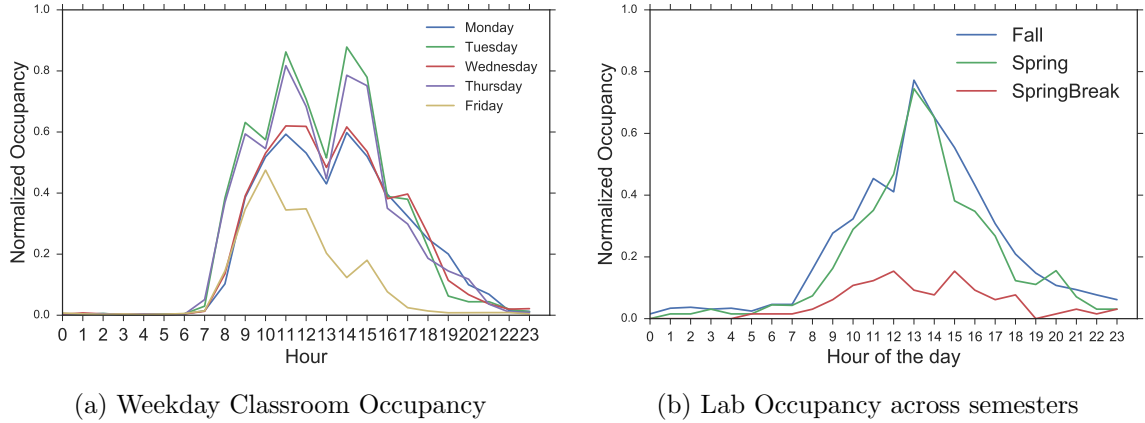 1.0
0.8
0.6
0.4
0.2
0.0
Normalized Occupancy
Monday
Tuesday
Wednesday
Thursday
Friday
0 1 2 3 4 5 6 7 8 9 10 11 12 13 14 15 16 17 18 19 20 21 22 23
Hour
(a) Weekday Classroom Occupancy
1.0
0.8
0.6
0.4
0.2
0.0
Normalized Occupancy
Fall
Spring
SpringBreak
0 1 2 3 4 5 6 7 8 9 10 11 12 13 14 15 16 17 18 19 20 21 22 23
Hour of the day
(b) Lab Occupancy across semesters